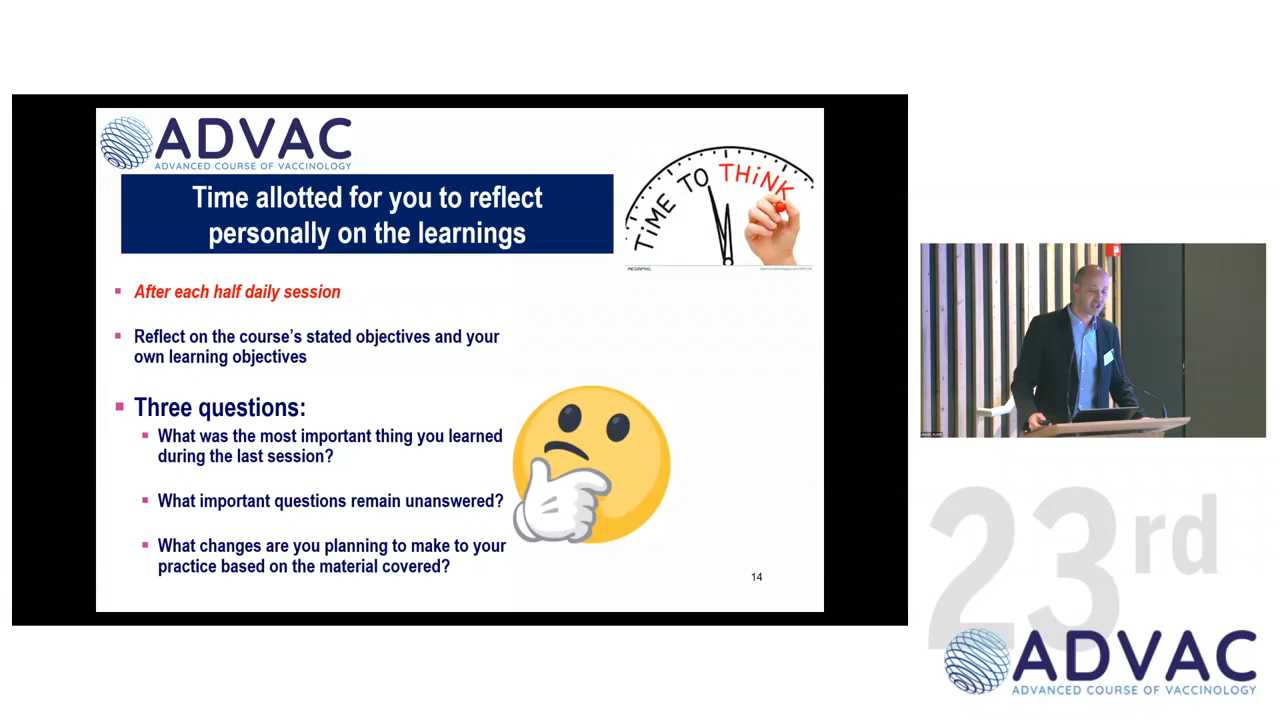 ADVAC
ADVANCED COURSE OF VACCINOLOGY
Time allotted for you to reflect
personally on the learnings
TIME TO THiNK
After each half daily session
Reflect on the course's stated objectives and your
own learning objectives
Three questions:
What was the most important thing you learned
during the last session?
What important questions remain unanswered?
What changes are you planning to make to your
practice based on the material covered?
14
23rd
ADVAC
ADVANCED COURSE OF VACCINOLOGY